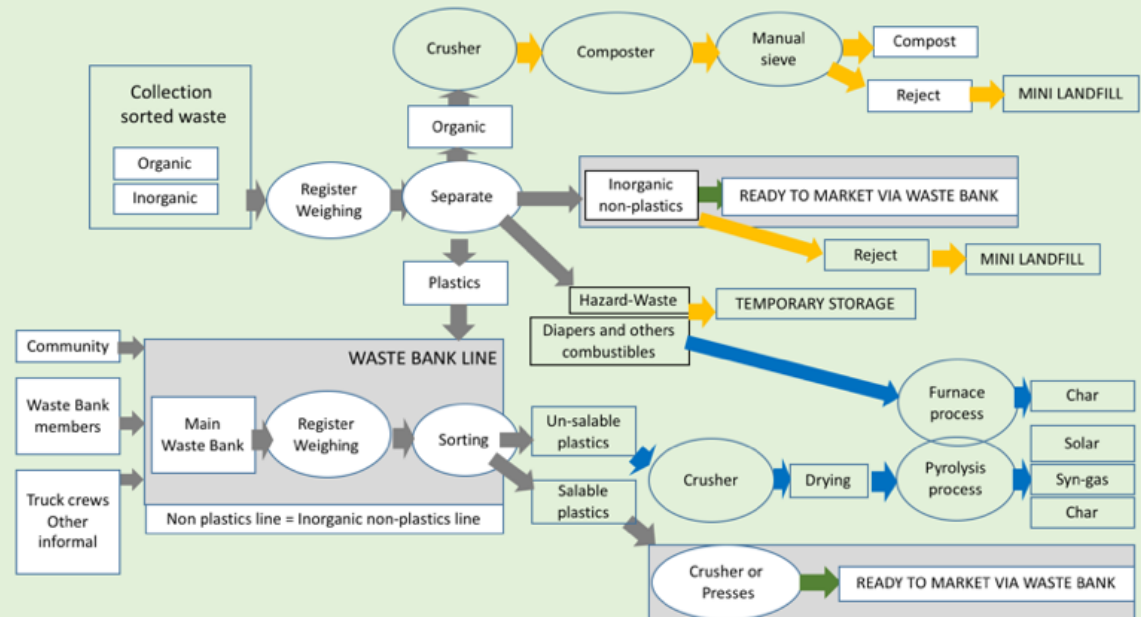 Collection
sorted waste
Organic
Inorganic
Register
Weighing
Separate
Organic
Crusher
Composter
Manual
sieve
Compost
Reject
MINI LANDFILL
Inorganic
non-plastics
READY TO MARKET VIA WASTE BANK
Reject
MINI LANDFILL
Hazard-Waste
TEMPORARY STORAGE
Diapers and others
combustibles
Plastics
Community
Waste Bank
members
Truck crews
Other
informal
WASTE BANK LINE
Main
Waste Bank
Register
Weighing
Sorting
Non plastics line = Inorganic non-plastics line
Un-salable
plastics
Salable
plastics
Crusher
Drying
Furnace
process
Char
Pyrolysis
process
Solar
Syn-gas
Char
Crusher or
Presses
READY TO MARKET VIA WASTE BANK